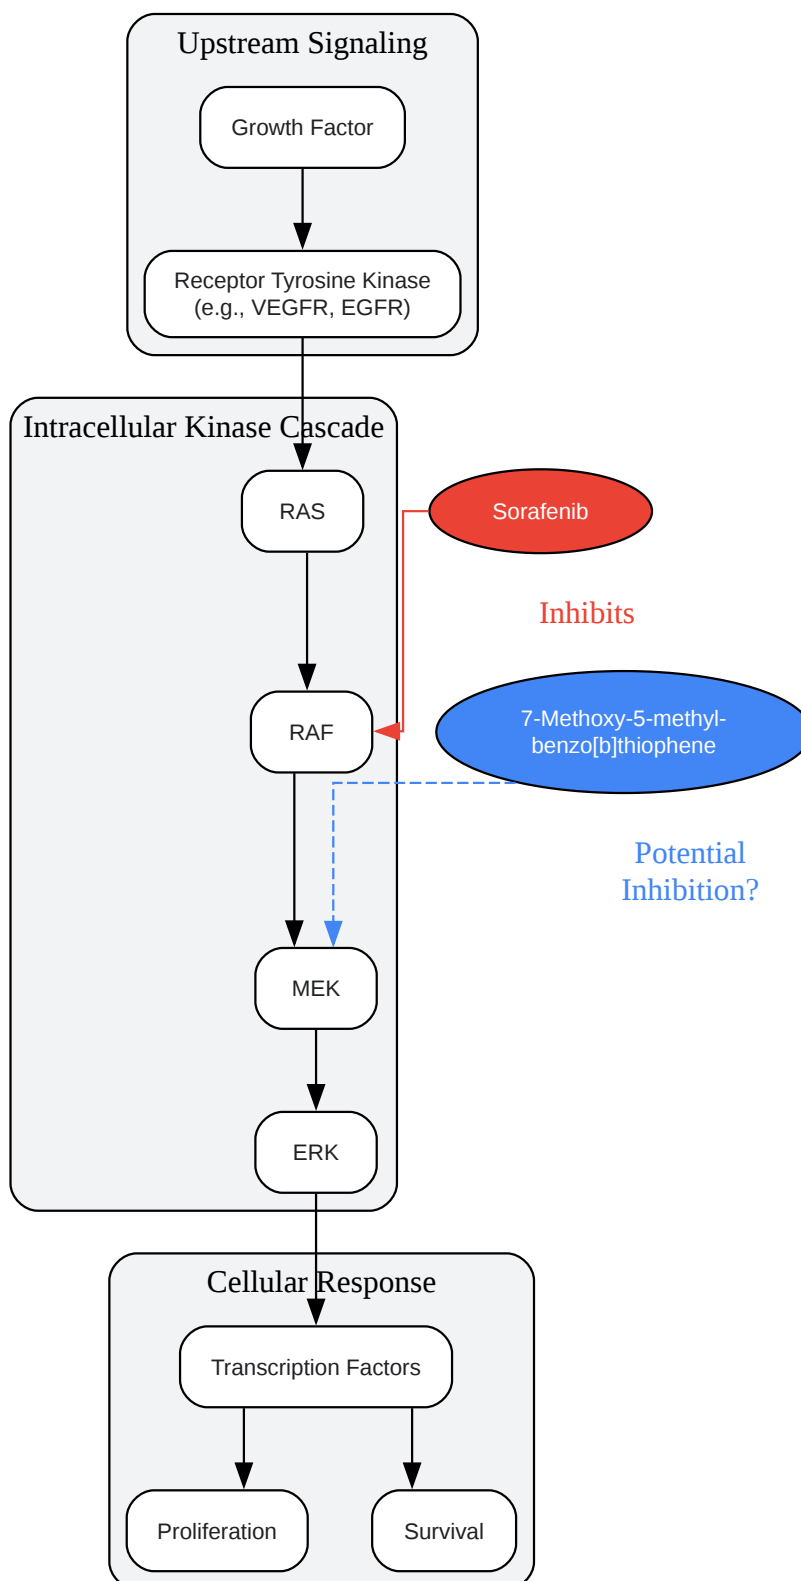 Upstream Signaling
Growth Factor
Receptor Tyrosine Kinase
(e.g., VEGFR, EGFR)
Intracellular Kinase Cascade
RAS
Sorafenib
Inhibits
RAF
7-Methoxy-5-methyl-
benzo[b]thiophene
Potential
Inhibition?
MEK
ERK
Cellular Response
Transcription Factors
Proliferation
Survival